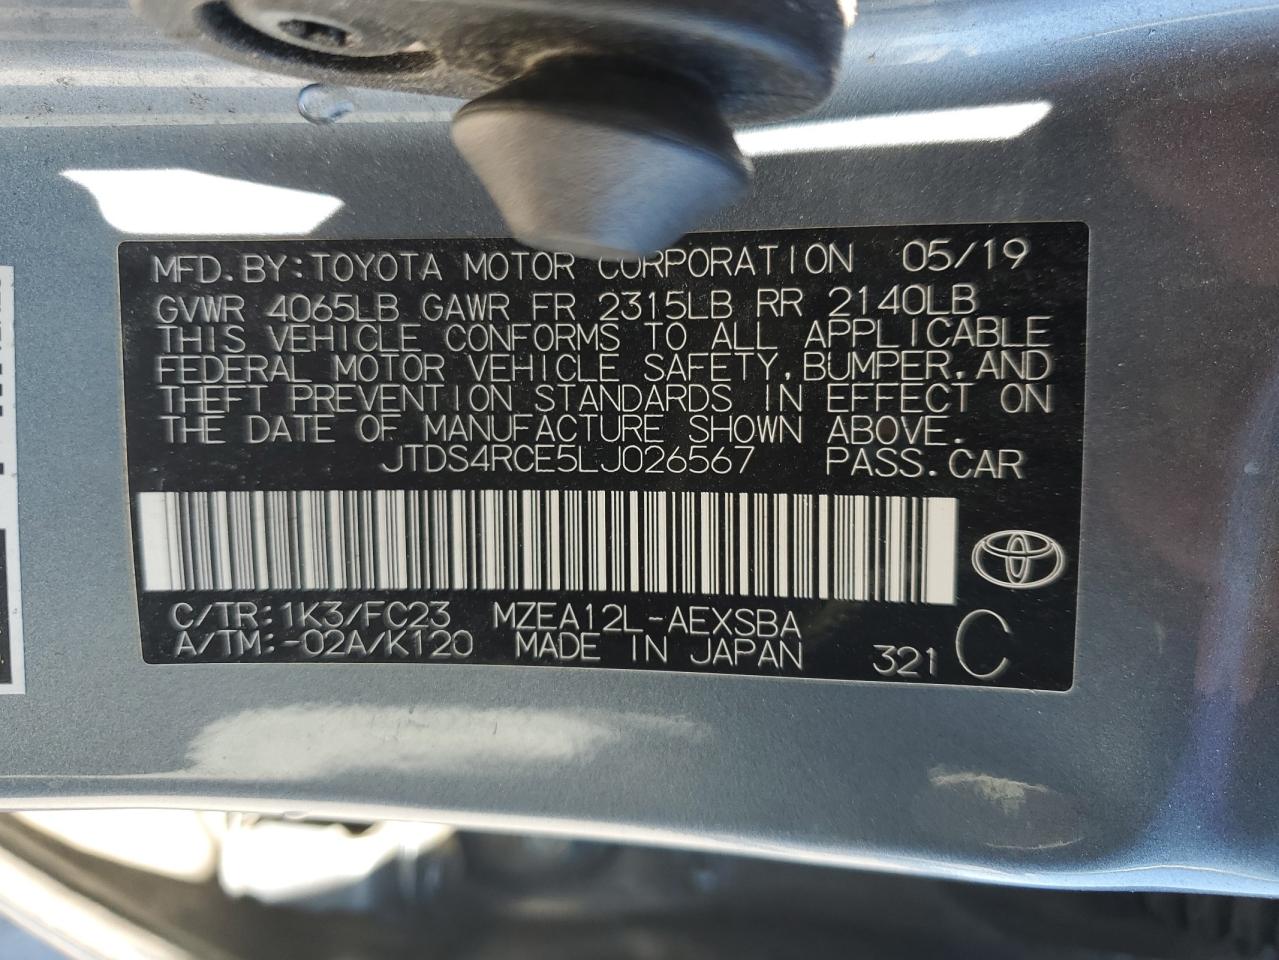 MFD.BY:TOYOTA MOTOR CORPORATION 05/19
GVWR 4065LB GAWR FR 2315LB RR 2140LB
THIS VEHICLE CONFORMS TO ALL APPLICABLE
FEDERAL MOTOR VEHICLE SAFETY,BUMPER,AND
THEFT PREVENTION STANDARDS IN EFFECT ON
THE DATE OF MANUFACTURE SHOWN ABOVE.
JTDS4RCE5LJ026567 PASS.CAR
C/TR:1K3/FC23 MZEA12L-AEXSBA
A/TM:-02A/K120 MADE IN JAPAN 321 C